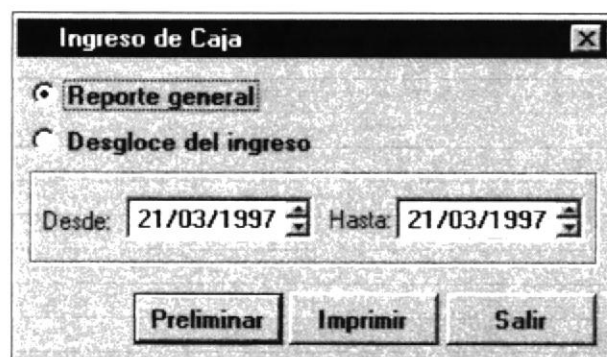 Ingreso de Caja
Reporte general
Desgloce del ingreso
Desde: 21/03/1997 Hasta: 21/03/1997
Preliminar Imprimir Salir